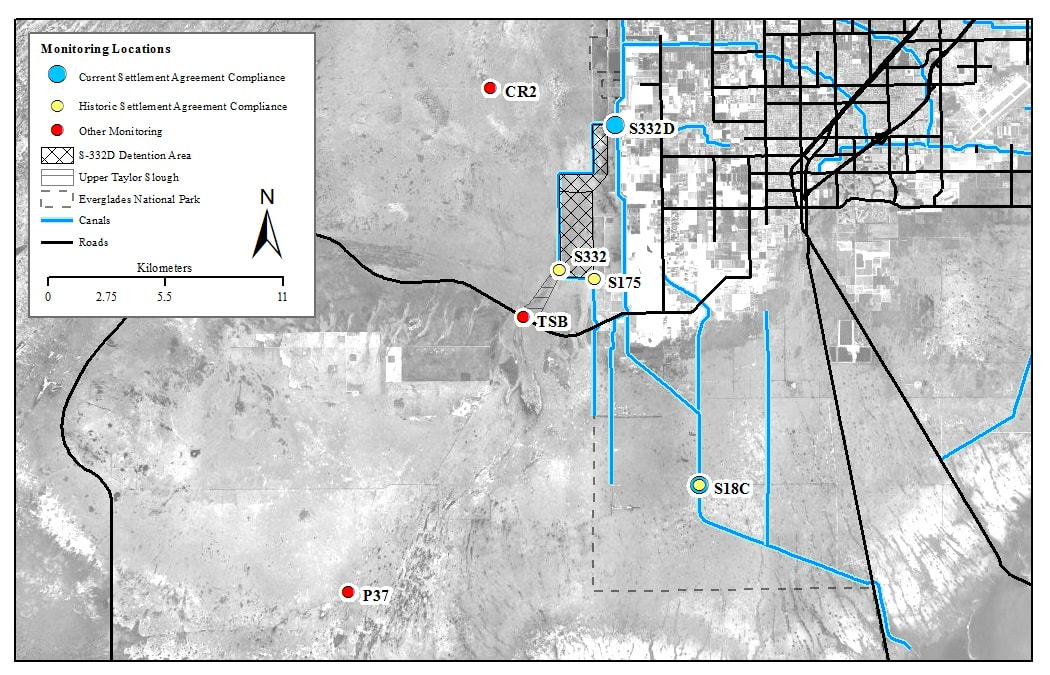 Monitoring Locations
Current Settlement Agreement Compliance
Historic Settlement Agreement Compliance
Other Monitoring
S-332D Detention Area
Upper Taylor Slough
Everglades National Park
Canals
Roads
N
Kilometers
0 2.75 5.5 11
CR2
S332D
S332
S175
TSB
S18C
P37